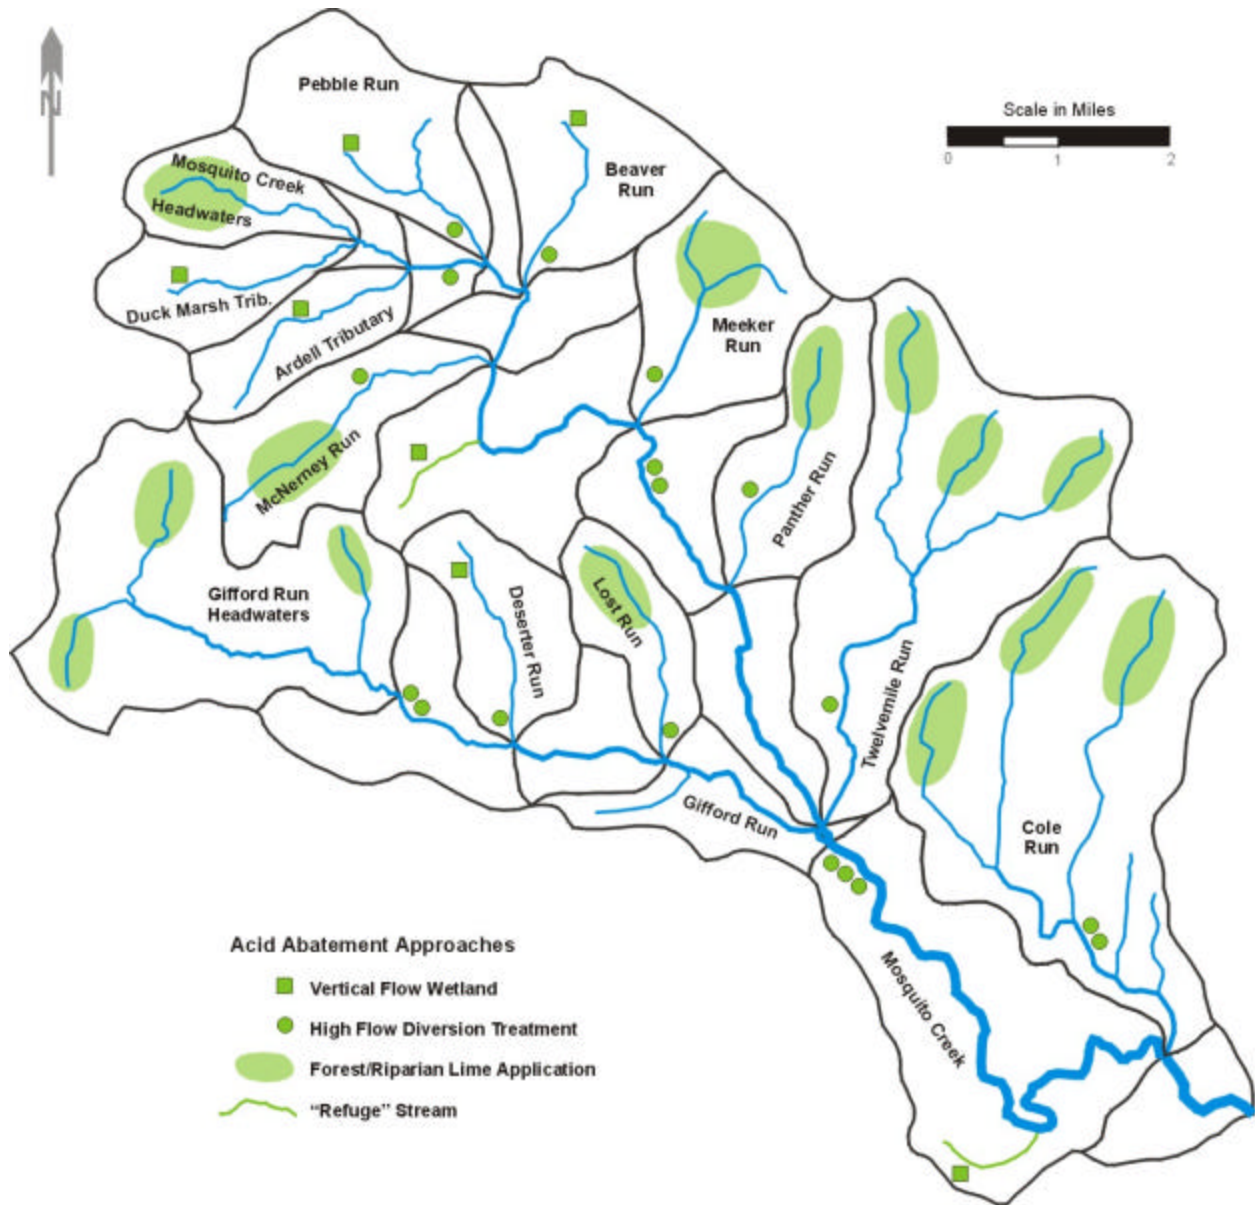 Pebble Run
N
Scale in Miles
0
1
2
Mosquito Creek
Headwaters
Beaver
Run
Duck Marsh Trib.
Ardell Tributary
Meeker
Run
McNerney Run
Panther Run
Gifford Run
Headwaters
Deserter Run
Lost Run
Twelvemile Run
Gifford Run
Cole
Run
Mosquito Creek
Acid Abatement Approaches
Vertical Flow Wetland
High Flow Diversion Treatment
Forest/Riparian Lime Application
“Refuge” Stream